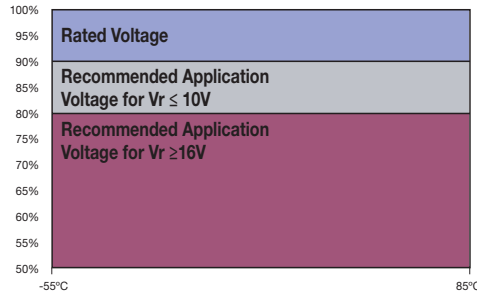 100%
95%
90%
85%
80%
75%
70%
65%
60%
55%
50%
Rated Voltage
Recommended Application
Voltage for Vr ≤ 10V
Recommended Application
Voltage for Vr ≥16V
-55ºC
85ºC